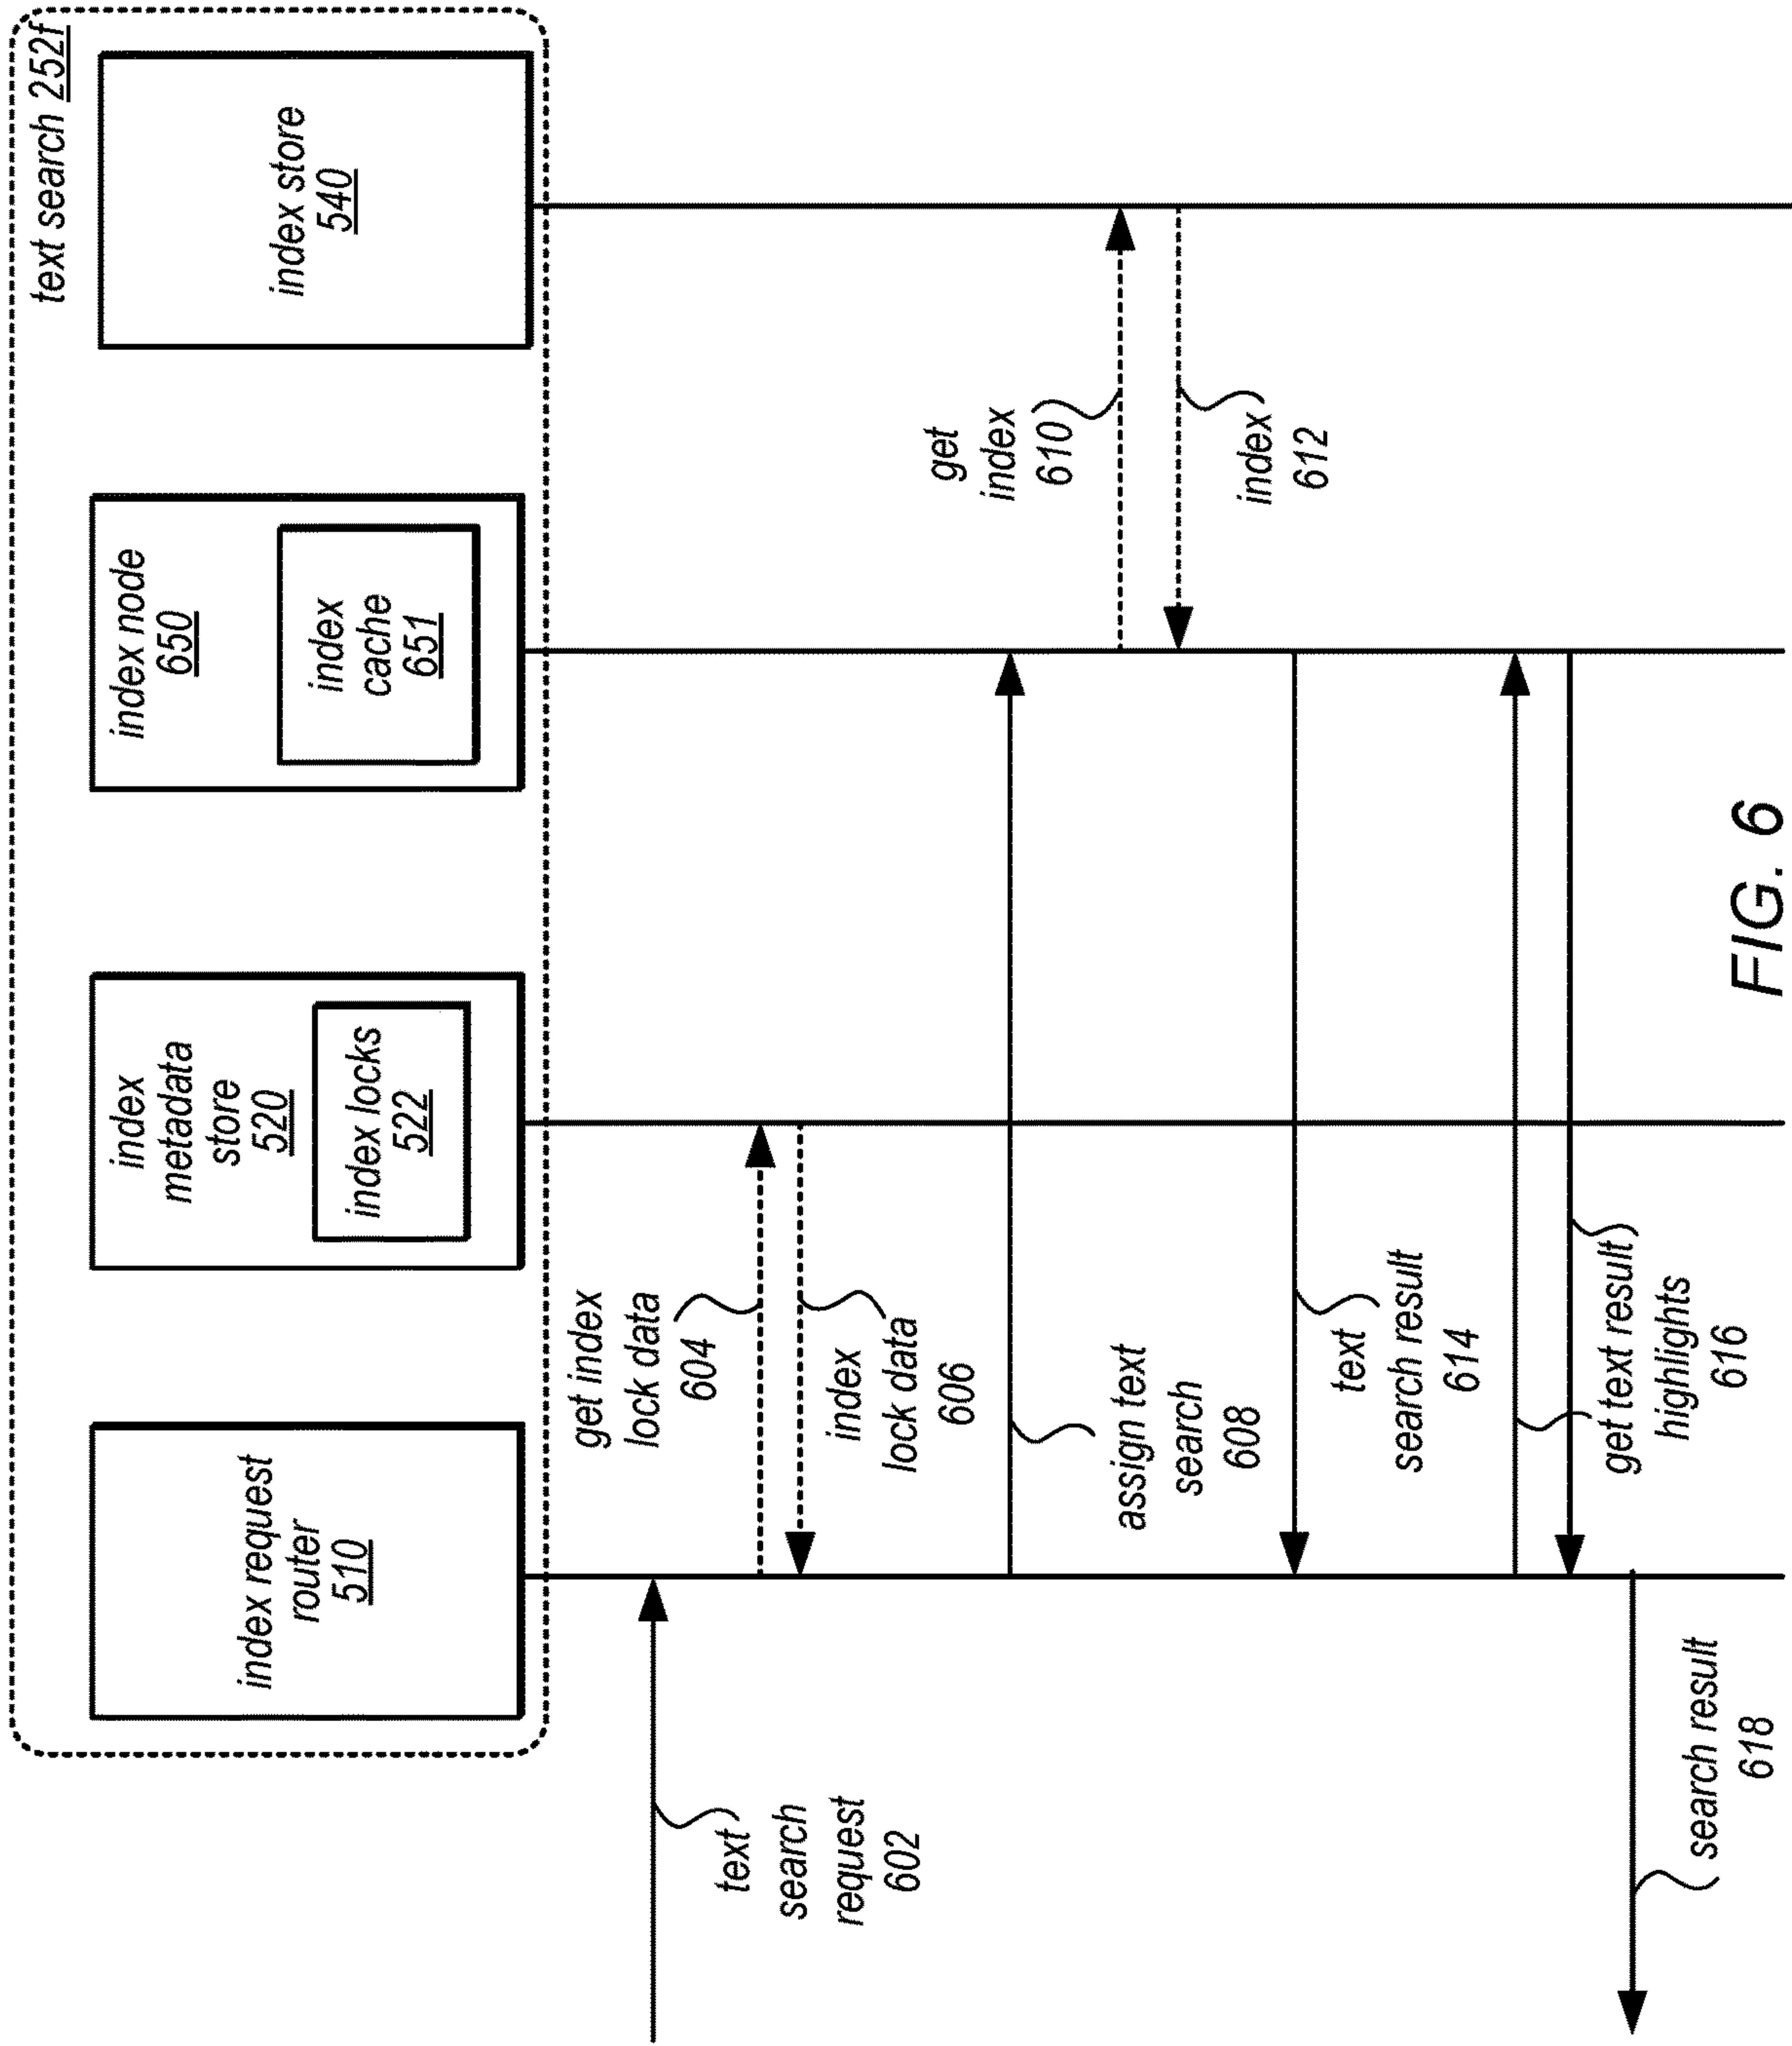 text search 252f
index request
router
510
index
metadata
store
520
index locks
522
index node
650
index
cache
651
index store
540
text
search
request
602
get index
lock data
604
index
lock data
606
assign text
search
608
get
index
610
index
612
text
search result
614
get text result
highlights
616
search result
618
FIG. 6